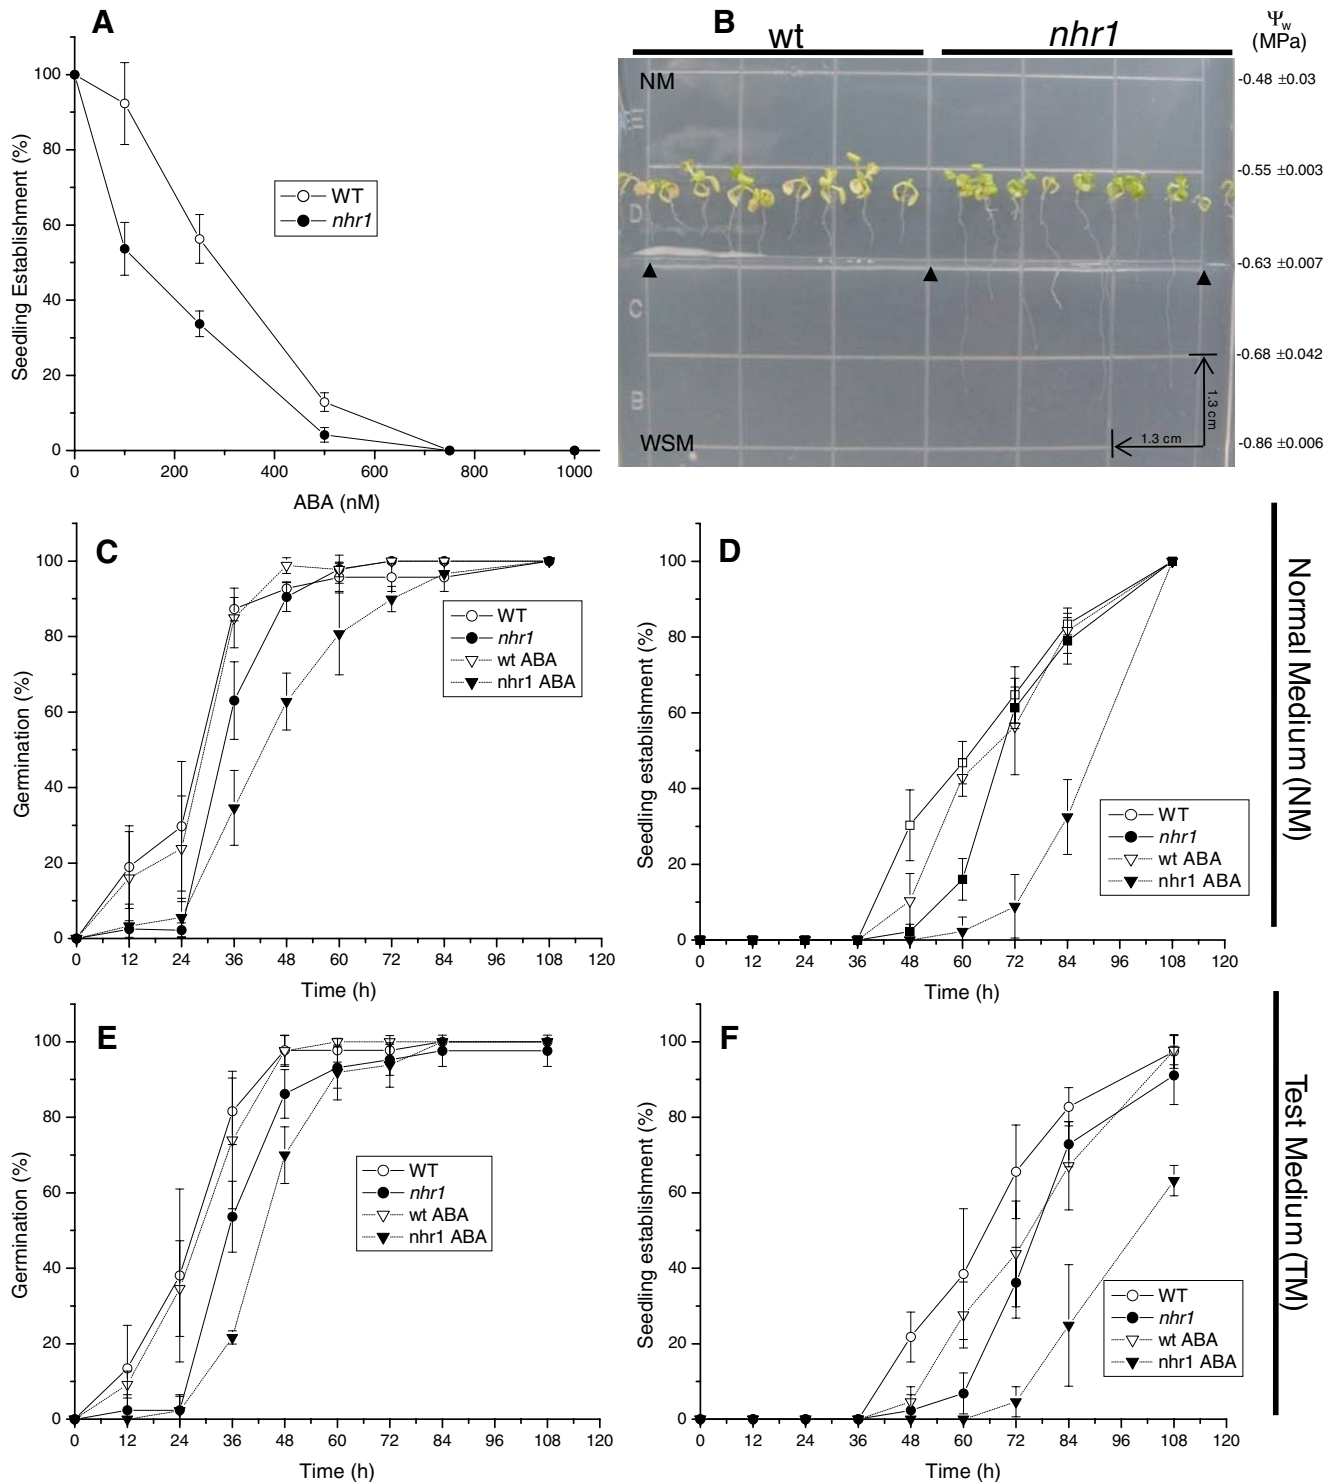 A
Seedling Establishment (%)
100
80
60
40
20
0
0 200 400 600 800 1000
ABA (nM)
WT
nhr1
B
wt nhr1
Ψw
(MPa)
NM
-0.48 ±0.03
E
-0.55 ±0.003
D
-0.63 ±0.007
C
-0.68 ±0.042
B
1.3 cm
1.3 cm
WSM
-0.86 ±0.006
C
Germination (%)
100
80
60
40
20
0
0 12 24 36 48 60 72 84 96 108 120
Time (h)
WT
nhr1
wt ABA
nhr1 ABA
D
Seedling establishment (%)
100
80
60
40
20
0
0 12 24 36 48 60 72 84 96 108 120
Time (h)
WT
nhr1
wt ABA
nhr1 ABA
Normal Medium (NM)
E
Germination (%)
100
80
60
40
20
0
0 12 24 36 48 60 72 84 96 108 120
Time (h)
WT
nhr1
wt ABA
nhr1 ABA
F
Seedling establishment (%)
100
80
60
40
20
0
0 12 24 36 48 60 72 84 96 108 120
Time (h)
WT
nhr1
wt ABA
nhr1 ABA
Test Medium (TM)